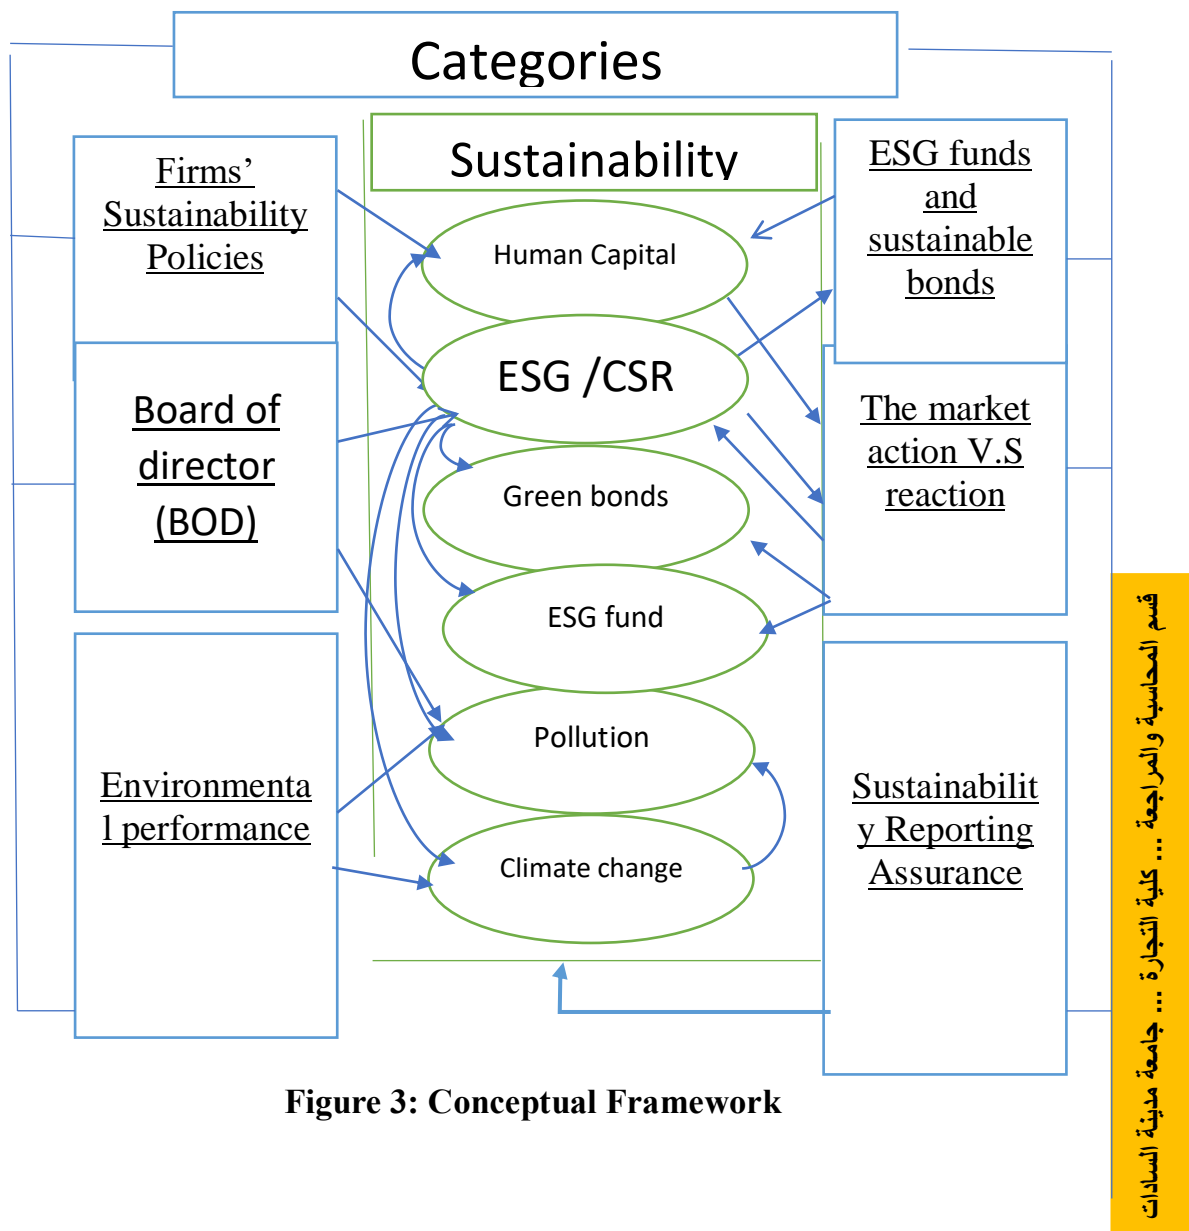 Categories
Sustainability
Firms’
Sustainability
Policies
Board of
director
(BOD)
Environmenta
l performance
Human Capital
ESG /CSR
Green bonds
ESG fund
Pollution
Climate change
ESG funds
and
sustainable
bonds
The market
action V.S
reaction
Sustainabilit
y Reporting
Assurance
قسم المحاسبة والمراجعة ... كلية التجارة ... جامعة مدينة السادات
Figure 3: Conceptual Framework